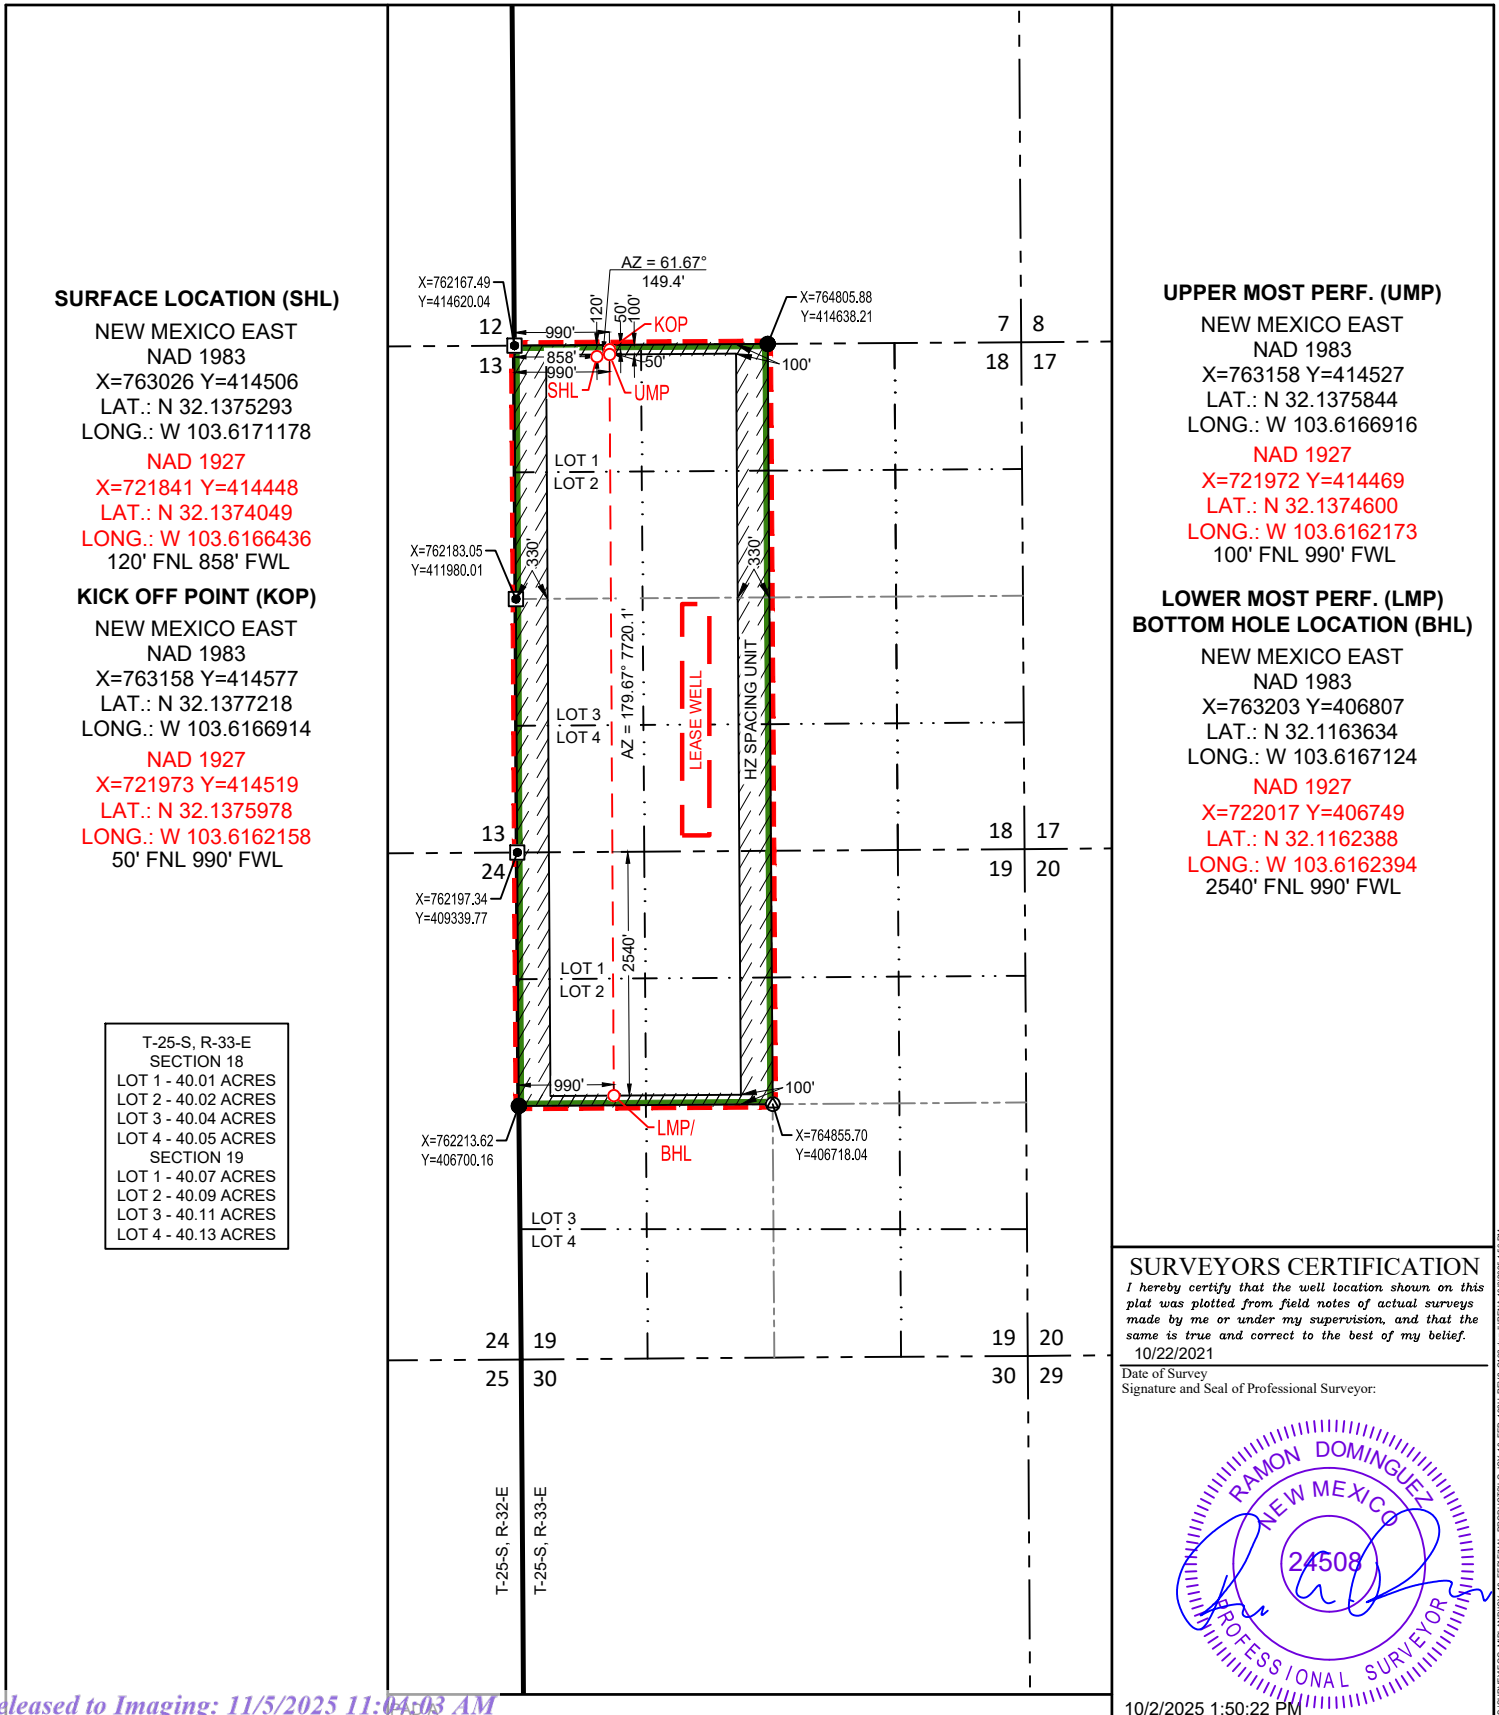 SURFACE LOCATION (SHL)
NEW MEXICO EAST
NAD 1983
X=763026 Y=414506
LAT.: N 32.1375293
LONG.: W 103.6171178
NAD 1927
X=721841 Y=414448
LAT.: N 32.1374049
LONG.: W 103.6166436
120' FNL 858' FWL
KICK OFF POINT (KOP)
NEW MEXICO EAST
NAD 1983
X=763158 Y=414577
LAT.: N 32.1377218
LONG.: W 103.6166914
NAD 1927
X=721973 Y=414519
LAT.: N 32.1375978
LONG.: W 103.6162158
50' FNL 990' FWL
T-25-S, R-33-E
SECTION 18
LOT 1 - 40.01 ACRES
LOT 2 - 40.02 ACRES
LOT 3 - 40.04 ACRES
LOT 4 - 40.05 ACRES
SECTION 19
LOT 1 - 40.07 ACRES
LOT 2 - 40.09 ACRES
LOT 3 - 40.11 ACRES
LOT 4 - 40.13 ACRES
AZ = 61.67°
149.4'
X=762167.49
Y=414620.04
X=764805.88
Y=414638.21
120'
50'
100'
990'
KOP
12
7 8
13
858'
50'
100'
18 17
990'
SHL
UMP
LOT 1
LOT 2
X=762183.05
Y=411980.01
330'
330'
AZ = 179.67° 7720.1'
LEASE WELL
HZ SPACING UNIT
LOT 3
LOT 4
13
18 17
24
19 20
X=762197.34
Y=409339.77
2540'
LOT 1
LOT 2
990'
100'
X=762213.62
Y=406700.16
LMP/
BHL
X=764855.70
Y=406718.04
LOT 3
LOT 4
24 19
19 20
25 30
30 29
T-25-S, R-32-E
T-25-S, R-33-E
UPPER MOST PERF. (UMP)
NEW MEXICO EAST
NAD 1983
X=763158 Y=414527
LAT.: N 32.1375844
LONG.: W 103.6166916
NAD 1927
X=721972 Y=414469
LAT.: N 32.1374600
LONG.: W 103.6162173
100' FNL 990' FWL
LOWER MOST PERF. (LMP)
BOTTOM HOLE LOCATION (BHL)
NEW MEXICO EAST
NAD 1983
X=763203 Y=406807
LAT.: N 32.1163634
LONG.: W 103.6167124
NAD 1927
X=722017 Y=406749
LAT.: N 32.1162388
LONG.: W 103.6162394
2540' FNL 990' FWL
SURVEYORS CERTIFICATION
I hereby certify that the well location shown on this
plat was plotted from field notes of actual surveys
made by me or under my supervision, and that the
same is true and correct to the best of my belief.
10/22/2021
Date of Survey
Signature and Seal of Professional Surveyor:
RAMON DOMINGUEZ
NEW MEXICO
24508
PROFESSIONAL SURVEYOR
10/2/2025 1:50:22 PM
eleased to Imaging: 11/5/2025 11:04:03 AM